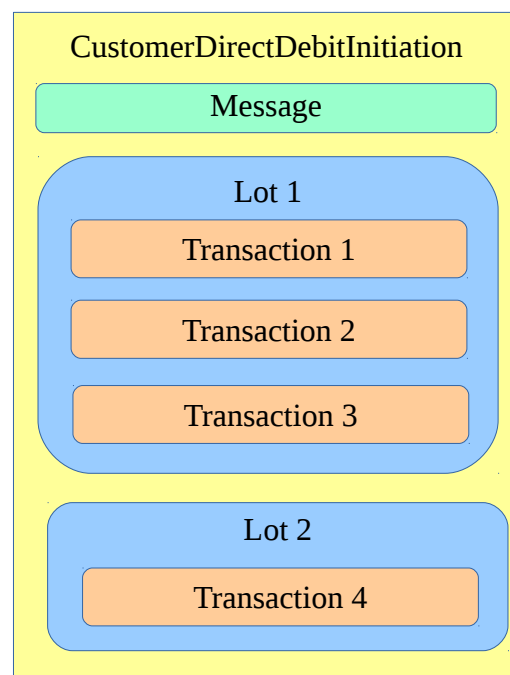 CustomerDirectDebitInitiation
Message
Lot 1
Transaction 1
Transaction 2
Transaction 3
Lot 2
Transaction 4